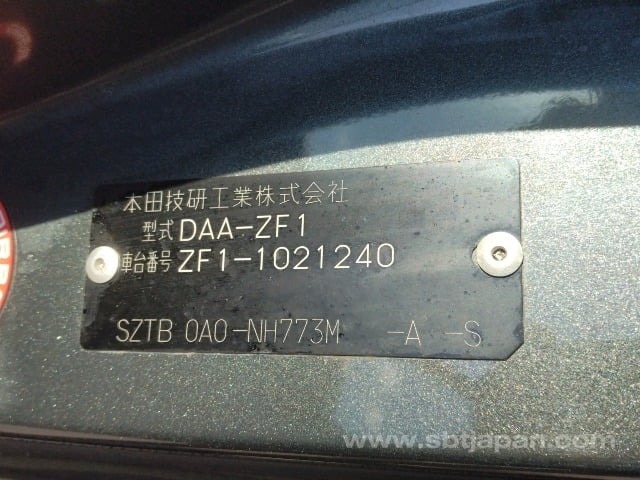 本田技研工業株式会社
型式 DAA-ZF1
車台番号 ZF1-1021240
SZTB 0A0-NH773M -A -S
www.sbtjapan.com